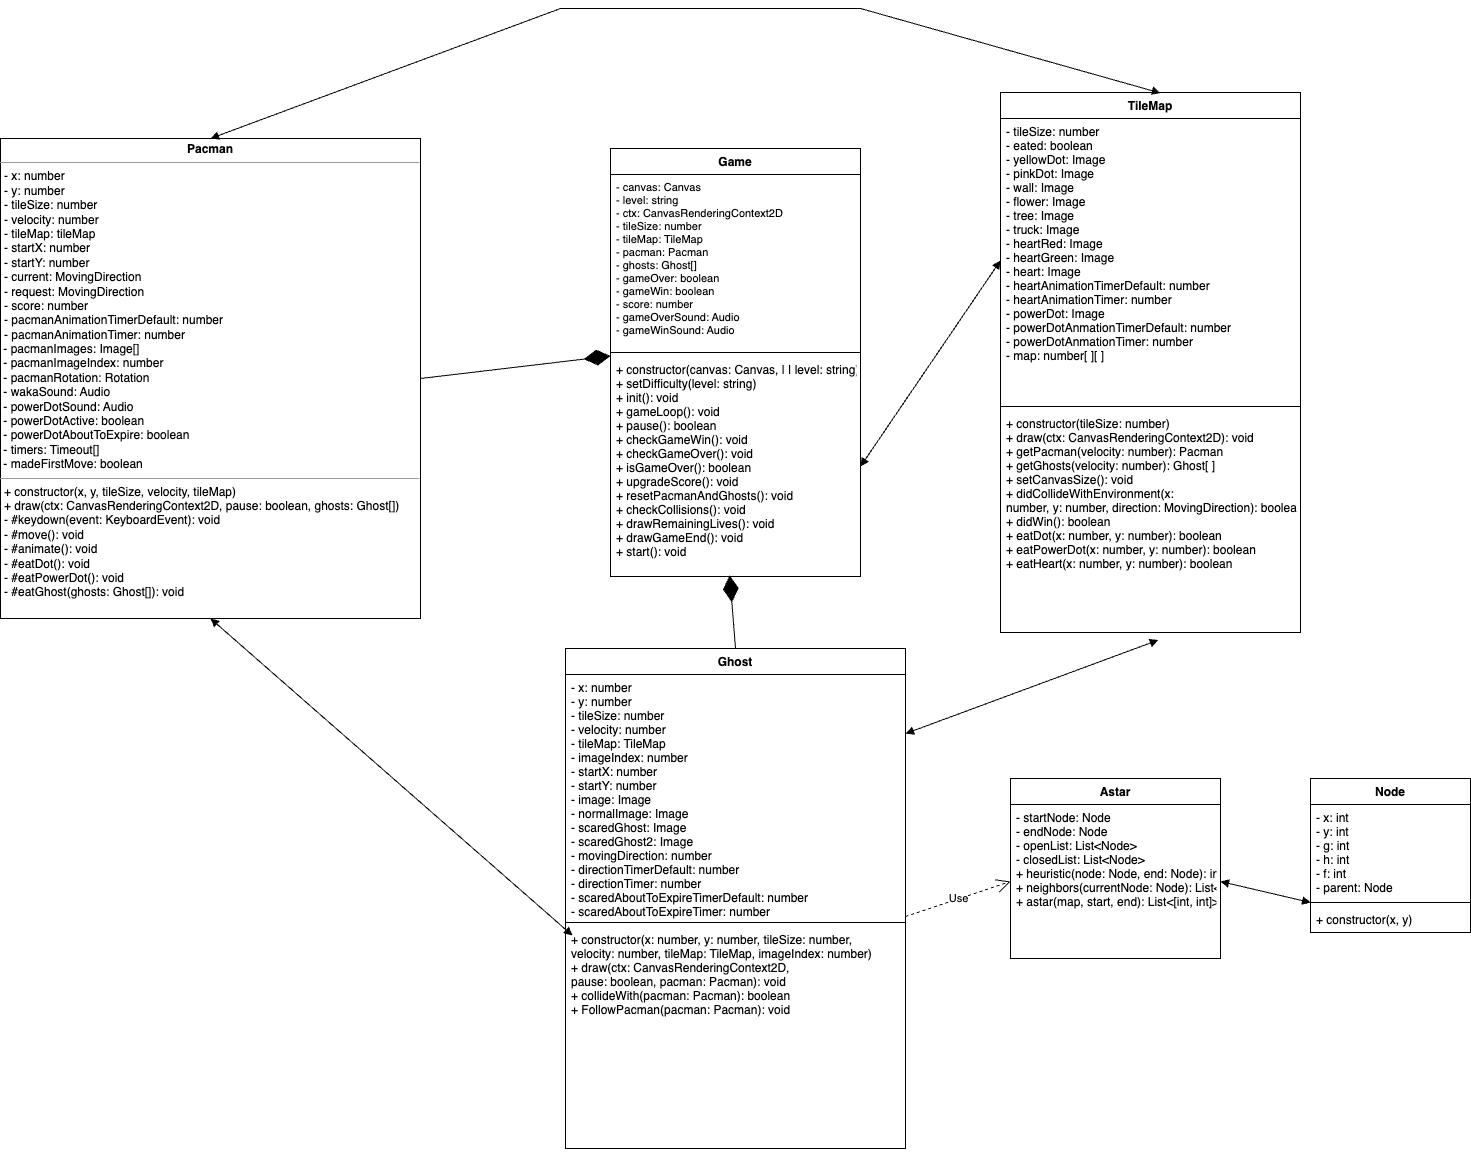 Pacman
- x: number
- y: number
- tileSize: number
- velocity: number
- tileMap: tileMap
- startX: number
- startY: number
- current: MovingDirection
- request: MovingDirection
- score: number
- pacmanAnimationTimerDefault: number
- pacmanAnimationTimer: number
- pacmanImages: Image[]
- pacmanImageIndex: number
- pacmanRotation: Rotation
- wakaSound: Audio
- powerDotSound: Audio
- powerDotActive: boolean
- powerDotAboutToExpire: boolean
- timers: Timeout[]
- madeFirstMove: boolean
+ constructor(x, y, tileSize, velocity, tileMap)
+ draw(ctx: CanvasRenderingContext2D, pause: boolean, ghosts: Ghost[])
- #keydown(event: KeyboardEvent): void
- #move(): void
- #animate(): void
- #eatDot(): void
- #eatPowerDot(): void
- #eatGhost(ghosts: Ghost[]): void
Game
- canvas: Canvas
- level: string
- ctx: CanvasRenderingContext2D
- tileSize: number
- tileMap: TileMap
- pacman: Pacman
- ghosts: Ghost[]
- gameOver: boolean
- gameWin: boolean
- score: number
- gameOverSound: Audio
- gameWinSound: Audio
+ constructor(canvas: Canvas, | | level: string)
+ setDifficulty(level: string)
+ init(): void
+ gameLoop(): void
+ pause(): boolean
+ checkGameWin(): void
+ checkGameOver(): void
+ isGameOver(): boolean
+ upgradeScore(): void
+ resetPacmanAndGhosts(): void
+ checkCollisions(): void
+ drawRemainingLives(): void
+ drawGameEnd(): void
+ start(): void
TileMap
- tileSize: number
- eated: boolean
- yellowDot: Image
- pinkDot: Image
- wall: Image
- flower: Image
- tree: Image
- truck: Image
- heartRed: Image
- heartGreen: Image
- heart: Image
- heartAnimationTimerDefault: number
- heartAnimationTimer: number
- powerDot: Image
- powerDotAnmationTimerDefault: number
- powerDotAnmationTimer: number
- map: number[ ][ ]
+ constructor(tileSize: number)
+ draw(ctx: CanvasRenderingContext2D): void
+ getPacman(velocity: number): Pacman
+ getGhosts(velocity: number): Ghost[ ]
+ setCanvasSize(): void
+ didCollideWithEnvironment(x:
number, y: number, direction: MovingDirection): boolea
+ didWin(): boolean
+ eatDot(x: number, y: number): boolean
+ eatPowerDot(x: number, y: number): boolean
+ eatHeart(x: number, y: number): boolean
Ghost
- x: number
- y: number
- tileSize: number
- velocity: number
- tileMap: TileMap
- imageIndex: number
- startX: number
- startY: number
- image: Image
- normalImage: Image
- scaredGhost: Image
- scaredGhost2: Image
- movingDirection: number
- directionTimerDefault: number
- directionTimer: number
- scaredAboutToExpireTimerDefault: number
- scaredAboutToExpireTimer: number
+ constructor(x: number, y: number, tileSize: number,
velocity: number, tileMap: TileMap, imageIndex: number)
+ draw(ctx: CanvasRenderingContext2D,
pause: boolean, pacman: Pacman): void
+ collideWith(pacman: Pacman): boolean
+ FollowPacman(pacman: Pacman): void
Use
Astar
- startNode: Node
- endNode: Node
- openList: List<Node>
- closedList: List<Node>
+ heuristic(node: Node, end: Node): ir
+ neighbors(currentNode: Node): List<
+ astar(map, start, end): List<[int, int]>
Node
- x: int
- y: int
- g: int
- h: int
- f: int
- parent: Node
+ constructor(x, y)